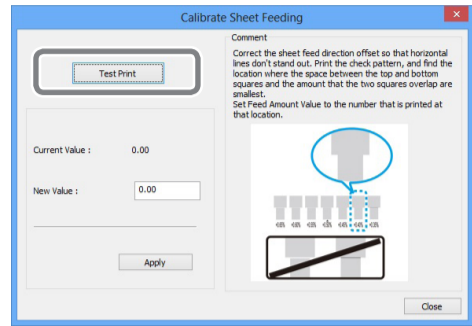 Calibrate Sheet Feeding
Test Print
Current Value :
0.00
New Value :
0.00
Apply
Comment
Correct the sheet feed direction offset so that horizontal
lines don't stand out. Print the check pattern, and find the
location where the space between the top and bottom
squares and the amount that the two squares overlap are
smallest.
Set Feed Amount Value to the number that is printed at
that location.
Close